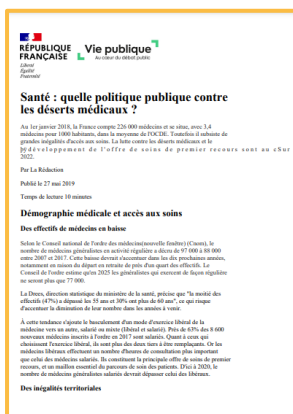 RÉPUBLIQUE
FRANÇAISE
Liberté
Égalité
Fraternité
Vie publique
Au cœur du débat public
Santé : quelle politique publique contre
les déserts médicaux ?
Au 1er janvier 2018, la France compte 226 000 médecins et se situe, avec 3,4
médecins pour 1000 habitants, dans la moyenne de l'OCDE. Toutefois il subsiste de
grandes inégalités d'accès aux soins. La lutte contre les déserts médicaux et le
développement de l'offre de soins de premier recours sont au
2022.
Par La Rédaction
Publié le 27 mai 2019
Temps de lecture 10 minutes
Démographie médicale et accès aux soins
Des effectifs de médecins en baisse
Selon le Conseil national de l'ordre des médecins(nouvelle fenêtre) (Cnom), le
nombre de médecins généralistes en activité régulière a décru de 97 000 à 88 000
entre 2007 et 2017. Cette baisse devrait s'accentuer dans les dix prochaines années,
notamment en raison du départ en retraite de près d'un quart des effectifs. Le
Conseil de l'ordre estime qu'en 2025 les généralistes qui exercent de façon régulière
ne seront plus que 77 000.
La Drees, direction statistique du ministère de la santé, précise que "la moitié des
effectifs (47%) a dépassé les 55 ans et 30% ont plus de 60 ans", ce qui risque
d'accentuer la diminution de leur nombre dans les années à venir.
À cette tendance s'ajoute le basculement d'un mode d'exercice libéral de la
médecine vers un autre, salarié ou mixte (libéral et salarié). Près de 63% des 8 600
nouveaux médecins inscrits à l'ordre en 2017 sont salariés. Quant à ceux qui
choisissent l'exercice libéral, ils sont plus des deux tiers à être remplaçants. Or les
médecins libéraux effectuent un nombre d'heures de consultation plus important
que celui des médecins salariés. Ils constituent la principale offre de soins de premier
recours, et un maillon essentiel du parcours de soins des patients. D'ici à 2020, le
nombre de médecins généralistes salariés devrait dépasser celui des libéraux.
Des inégalités territoriales